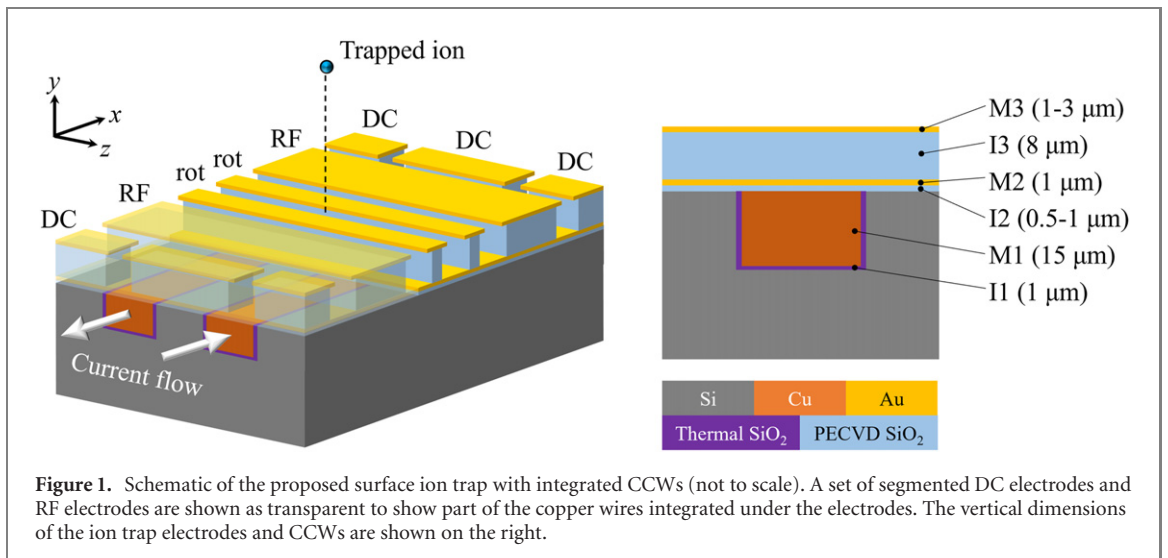 Trapped ion
y
x
z
DC
RF
DC
rot
rot
DC
RF
DC
Current flow
M3 (1-3 μm)
I3 (8 μm)
M2 (1 μm)
I2 (0.5-1 μm)
M1 (15 μm)
I1 (1 μm)
Si
Cu
Au
Thermal SiO₂
PECVD SiO₂
Figure 1. Schematic of the proposed surface ion trap with integrated CCWs (not to scale). A set of segmented DC electrodes and
RF electrodes are shown as transparent to show part of the copper wires integrated under the electrodes. The vertical dimensions
of the ion trap electrodes and CCWs are shown on the right.